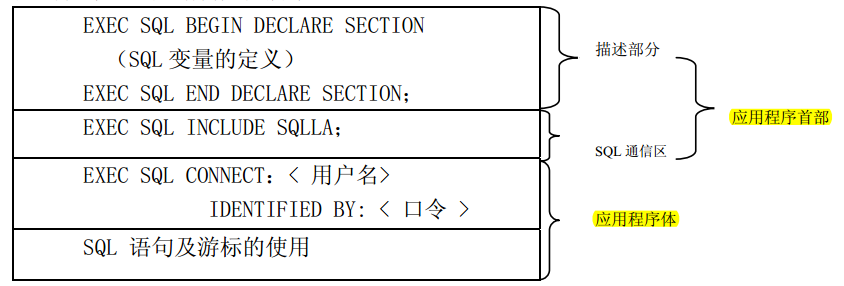 EXEC SQL BEGIN DECLARE SECTION
（SQL 变量的定义）
EXEC SQL END DECLARE SECTION；
描述部分
EXEC SQL INCLUDE SQLLA；
SQL 通信区
应用程序首部
EXEC SQL CONNECT：< 用户名>
IDENTIFIED BY：< 口令 >
SQL 语句及游标的使用
应用程序体